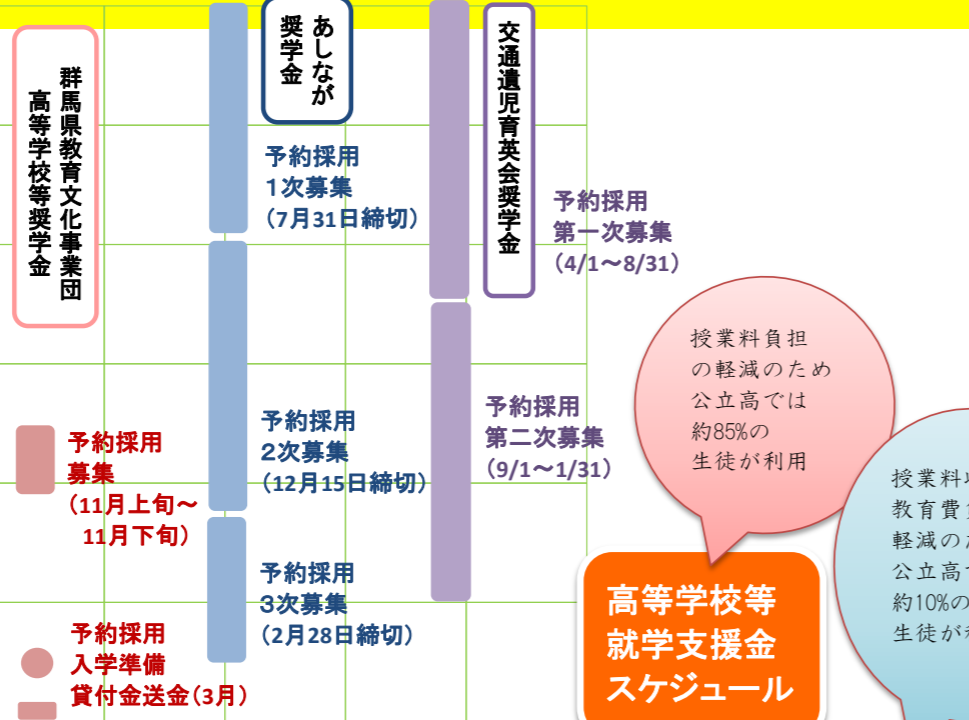 群馬県教育文化事業団
高等学校等奨学金
予約採用
募集
（11月上旬～
11月下旬）
予約採用
入学準備
貸付金送金（3月）
あしなが
奨学金
予約採用
1次募集
（7月31日締切）
予約採用
2次募集
（12月15日締切）
予約採用
3次募集
（2月28日締切）
交通遺児育英会奨学金
予約採用
第一次募集
（4/1～8/31）
予約採用
第二次募集
（9/1～1/31）
授業料負担
の軽減のため
公立高では
約85%の
生徒が利用
高等学校等
就学支援金
スケジュール
授業料
教育費
軽減の
公立高
約10%の
生徒が